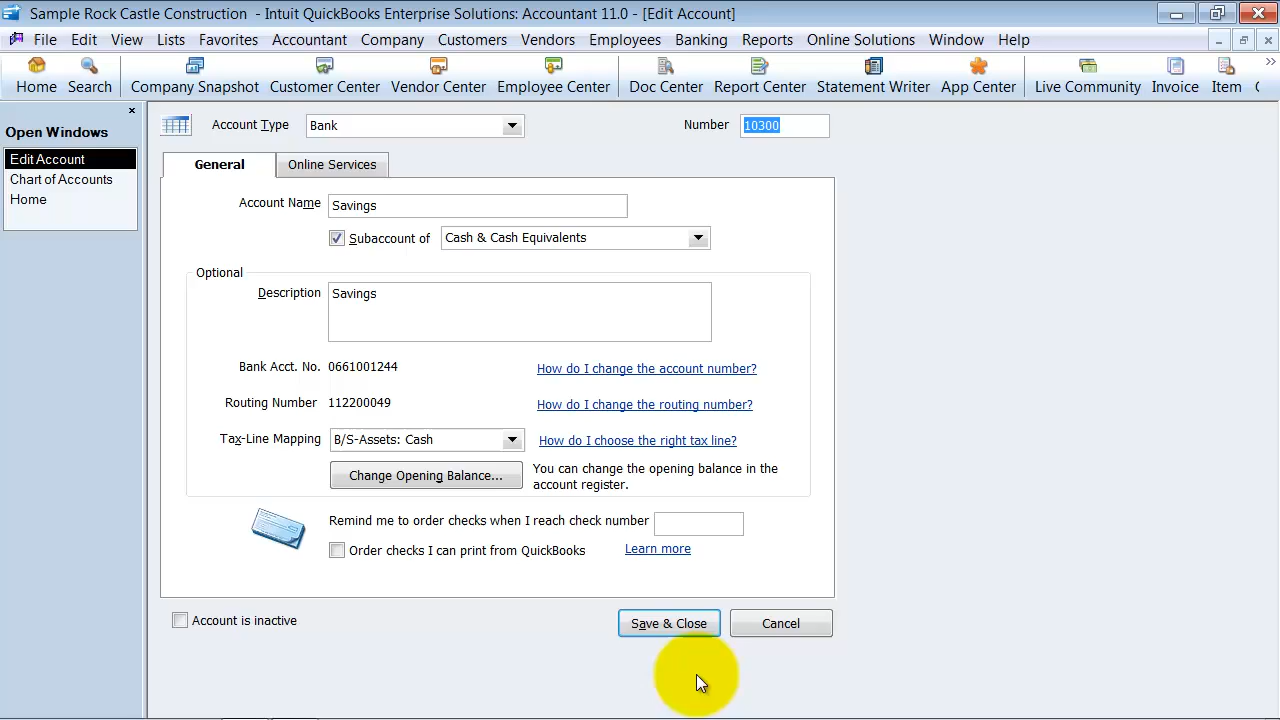 Sample Rock Castle Construction - Intuit QuickBooks Enterprise Solutions: Accountant 11.0 - [Edit Account]
File Edit View Lists Favorites Accountant Company Customers Vendors Employees Banking Reports Online Solutions Window Help
Home Search Company Snapshot Customer Center Vendor Center Employee Center Doc Center Report Center Statement Writer App Center Live Community Invoice Item
Open Windows
Edit Account
Chart of Accounts
Home
Account Type Bank Number 10300
General Online Services
Account Name Savings
Subaccount of Cash & Cash Equivalents
Optional
Description Savings
Bank Acct. No. 0661001244 How do I change the account number?
Routing Number 112200049 How do I change the routing number?
Tax-Line Mapping B/S-Assets: Cash How do I choose the right tax line?
Change Opening Balance... You can change the opening balance in the
account register.
Remind me to order checks when I reach check number
Order checks I can print from QuickBooks Learn more
Account is inactive Save & Close Cancel